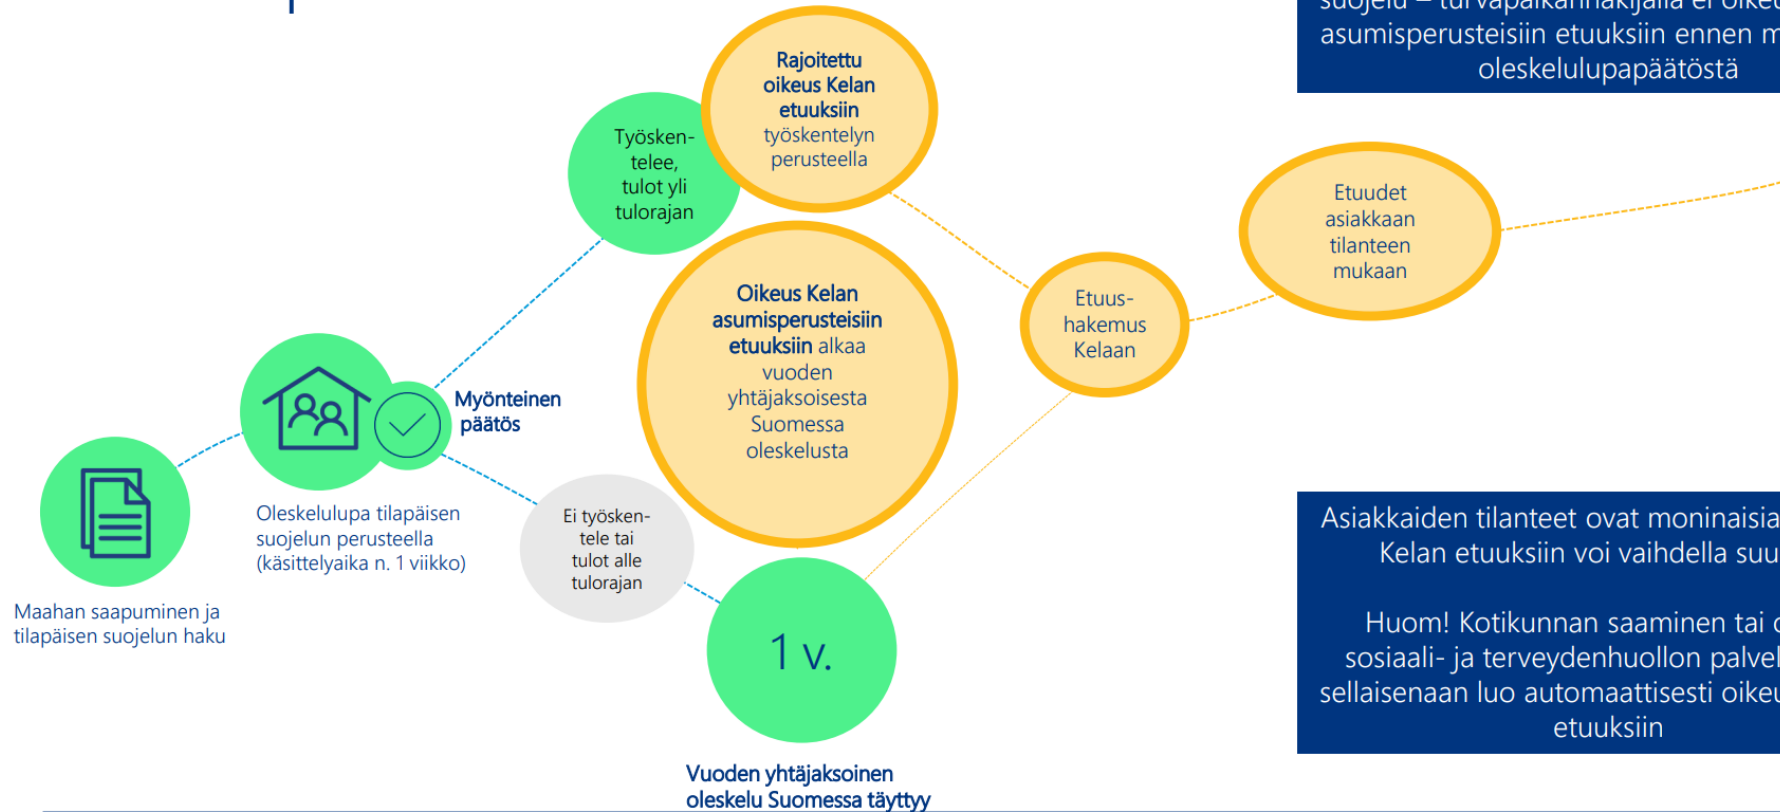 asumisperusteisiin etuuksiin ennen
oleskelulupapäätöstä
Rajoitettu
oikeus Kelan
etuuksiin
työskentelyn
perusteella
Työsken-
telee,
tulot yli
tulorajan
Etuudet
asiakkaan
tilanteen
mukaan
Oikeus Kelan
asumisperusteisiin
etuuksiin alkaa
vuoden
yhtäjaksoisesta
Suomessa
oleskelusta
Etuus-
hakemus
Kelaan
Myönteinen
päätös
Oleskelulupa tilapäisen
suojelun perusteella
(käsittelyaika n. 1 viikko)
Ei työsken-
tele tai
tulot alle
tulorajan
Maahan saapuminen ja
tilapäisen suojelun haku
1 v.
Vuoden yhtäjaksoinen
oleskelu Suomessa täyttyy
Asiakkaiden tilanteet ovat moninaisia
Kelan etuuksiin voi vaihdella
Huom! Kotikunnan saaminen tai
sosiaali- ja terveydenhuollon
sellaisenaan luo automaattisesti
etuuksiin